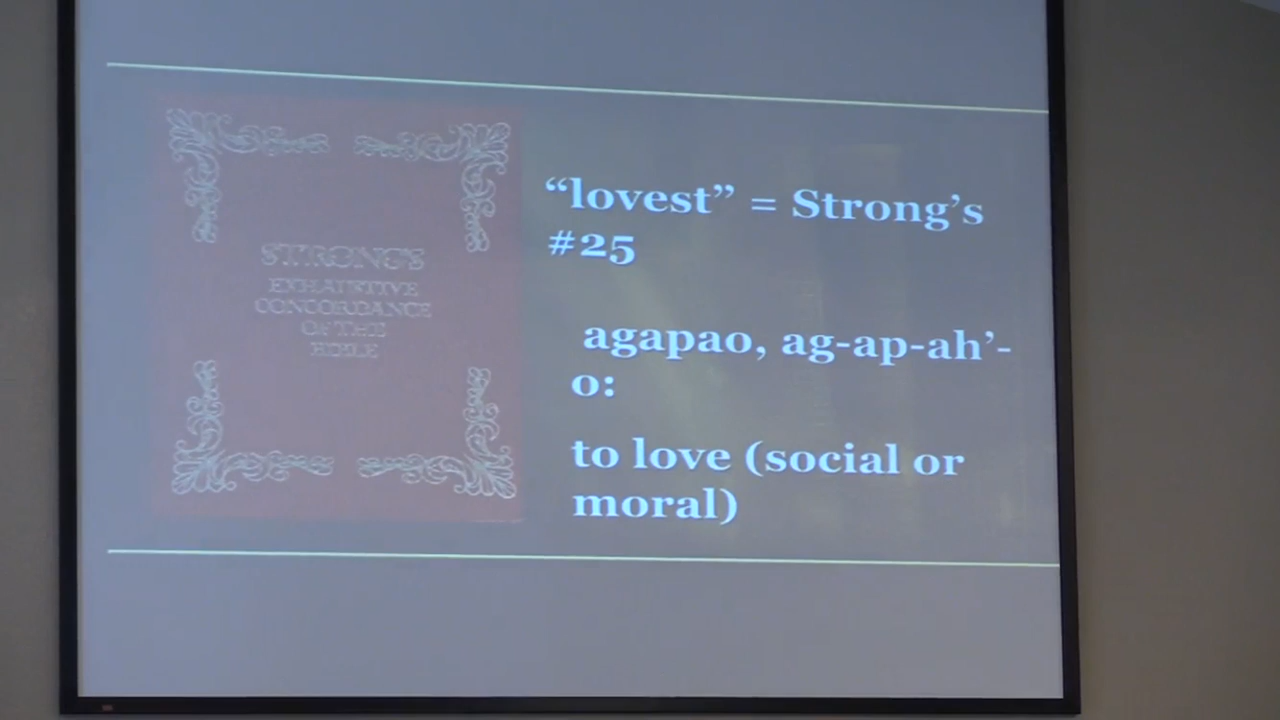 STRONG'S
EXHAUSTIVE
CONCORDANCE
OF THE
BIBLE
“lovest” = Strong’s
#25
agapao, ag-ap-ah’-
o:
to love (social or
moral)